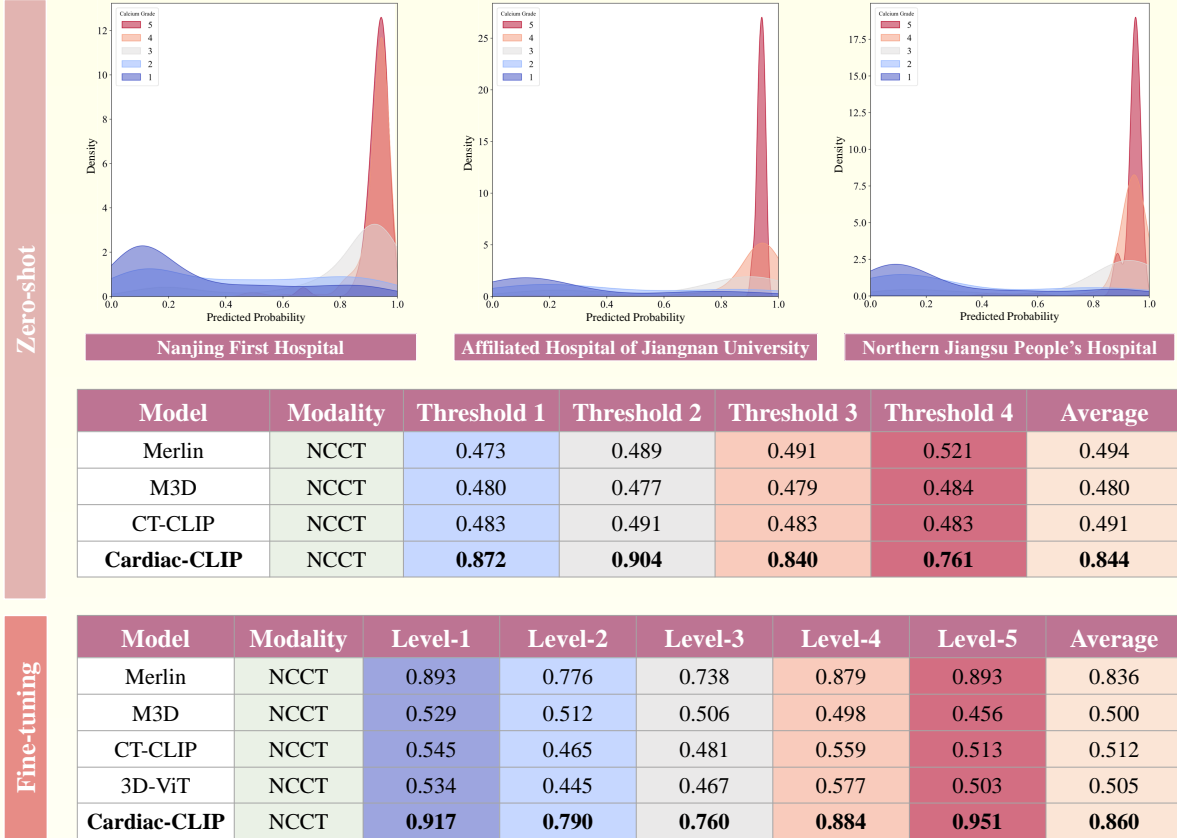 Zero-shot
Calcium Grade
5
4
3
2
1
12
10
8
6
4
2
0
Density
0.0 0.2 0.4 0.6 0.8 1.0
Predicted Probability
Nanjing First Hospital
Calcium Grade
5
4
3
2
1
25
20
15
10
5
0
Density
0.0 0.2 0.4 0.6 0.8 1.0
Predicted Probability
Affiliated Hospital of Jiangnan University
Calcium Grade
5
4
3
2
1
17.5
15.0
12.5
10.0
7.5
5.0
2.5
0.0
Density
0.0 0.2 0.4 0.6 0.8 1.0
Predicted Probability
Northern Jiangsu People's Hospital
Model Modality Threshold 1 Threshold 2 Threshold 3 Threshold 4 Average
Merlin NCCT 0.473 0.489 0.491 0.521 0.494
M3D NCCT 0.480 0.477 0.479 0.484 0.480
CT-CLIP NCCT 0.483 0.491 0.483 0.483 0.491
Cardiac-CLIP NCCT 0.872 0.904 0.840 0.761 0.844
Fine-tuning
Model Modality Level-1 Level-2 Level-3 Level-4 Level-5 Average
Merlin NCCT 0.893 0.776 0.738 0.879 0.893 0.836
M3D NCCT 0.529 0.512 0.506 0.498 0.456 0.500
CT-CLIP NCCT 0.545 0.465 0.481 0.559 0.513 0.512
3D-ViT NCCT 0.534 0.445 0.467 0.577 0.503 0.505
Cardiac-CLIP NCCT 0.917 0.790 0.760 0.884 0.951 0.860